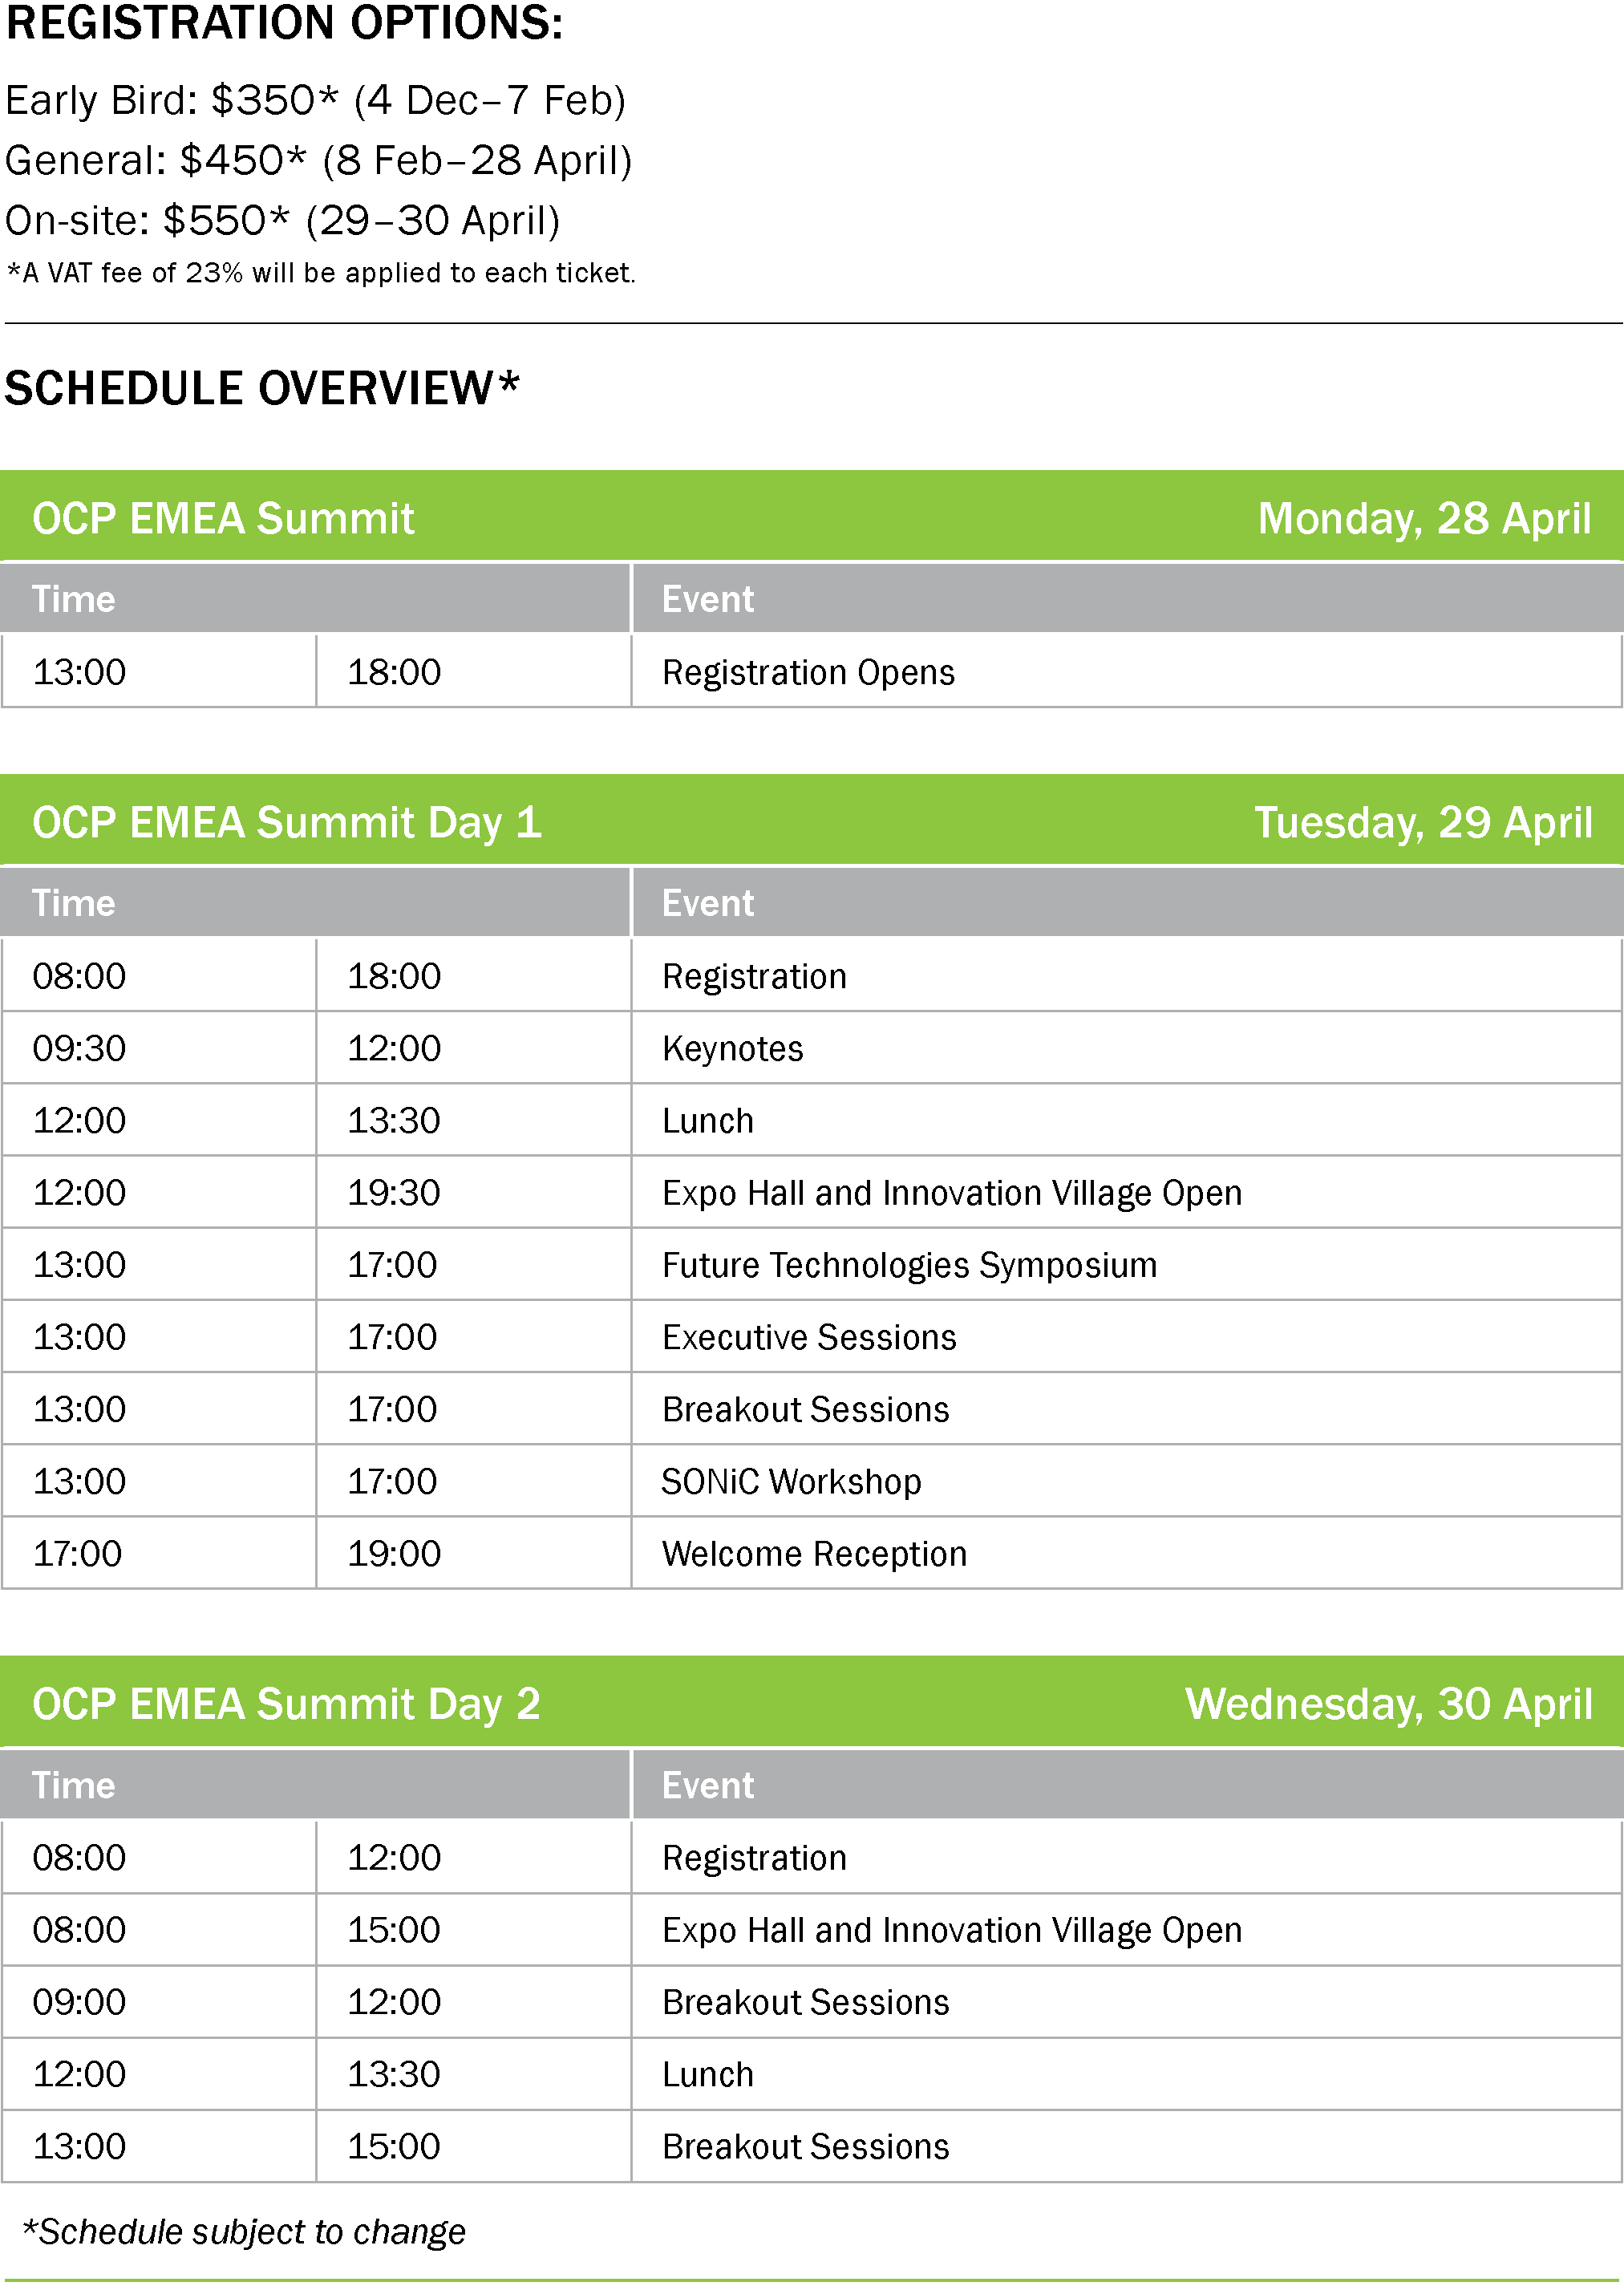 REGISTRATION OPTIONS:
Early Bird: $350* (4 Dec–7 Feb)
General: $450* (8 Feb–28 April)
On-site: $550* (29–30 April)
*A VAT fee of 23% will be applied to each ticket.
SCHEDULE OVERVIEW*
OCP EMEA Summit Monday, 28 April
Time Event
13:00 18:00 Registration Opens
OCP EMEA Summit Day 1 Tuesday, 29 April
Time Event
08:00 18:00 Registration
09:30 12:00 Keynotes
12:00 13:30 Lunch
12:00 19:30 Expo Hall and Innovation Village Open
13:00 17:00 Future Technologies Symposium
13:00 17:00 Executive Sessions
13:00 17:00 Breakout Sessions
13:00 17:00 SONiC Workshop
17:00 19:00 Welcome Reception
OCP EMEA Summit Day 2 Wednesday, 30 April
Time Event
08:00 12:00 Registration
08:00 15:00 Expo Hall and Innovation Village Open
09:00 12:00 Breakout Sessions
12:00 13:30 Lunch
13:00 15:00 Breakout Sessions
*Schedule subject to change